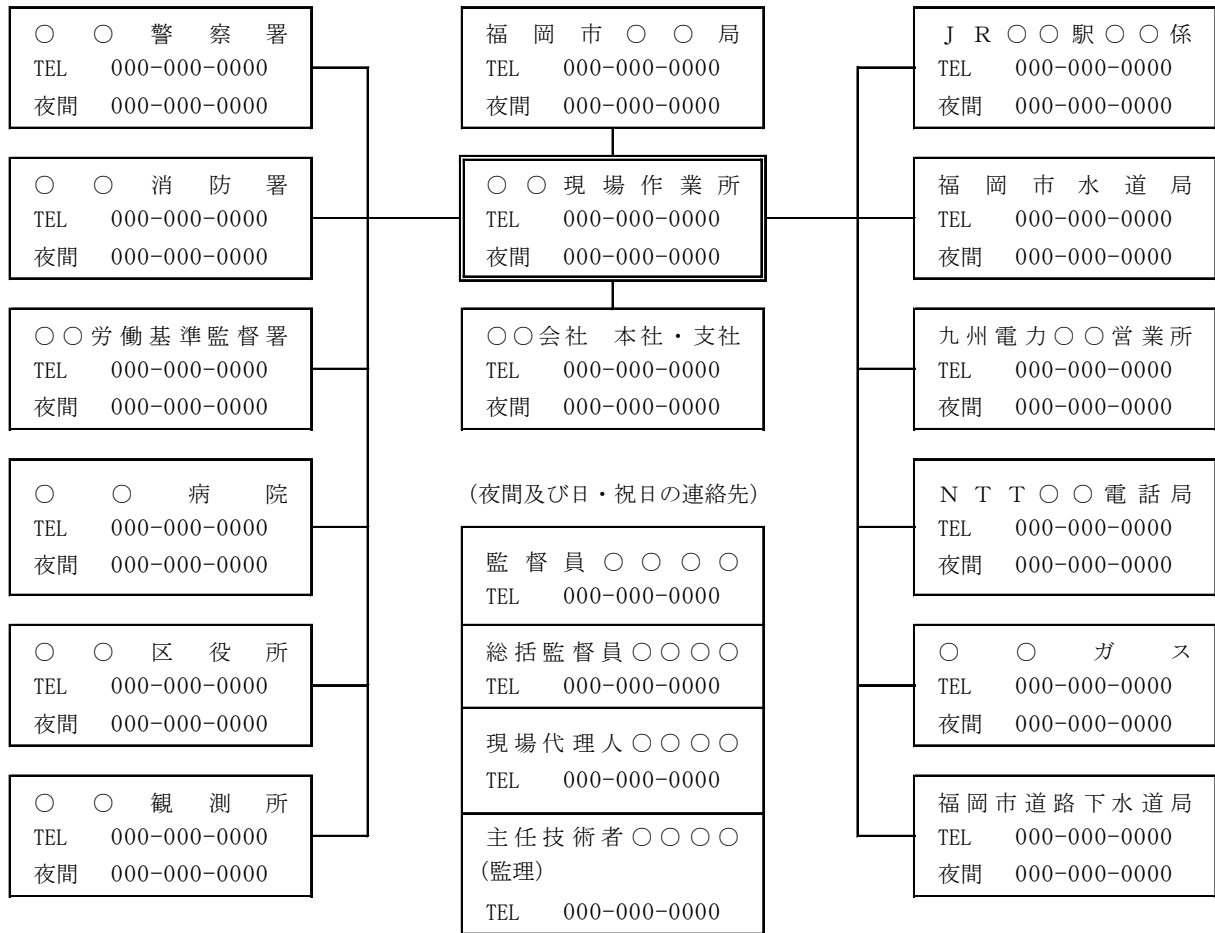 ○○警察署
TEL 000-000-0000
夜間 000-000-0000
○○消防署
TEL 000-000-0000
夜間 000-000-0000
○○労働基準監督署
TEL 000-000-0000
夜間 000-000-0000
○○病院
TEL 000-000-0000
夜間 000-000-0000
○○区役所
TEL 000-000-0000
夜間 000-000-0000
○○観測所
TEL 000-000-0000
夜間 000-000-0000
福岡市○○局
TEL 000-000-0000
夜間 000-000-0000
○○現場作業所
TEL 000-000-0000
夜間 000-000-0000
○○会社 本社・支社
TEL 000-000-0000
夜間 000-000-0000
(夜間及び日・祝日の連絡先)
監督員○○○○
TEL 000-000-0000
総括監督員○○○○
TEL 000-000-0000
現場代理人○○○○
TEL 000-000-0000
主任技術者○○○○
(監理)
TEL 000-000-0000
JR○○駅○○係
TEL 000-000-0000
夜間 000-000-0000
福岡市水道局
TEL 000-000-0000
夜間 000-000-0000
九州電力○○営業所
TEL 000-000-0000
夜間 000-000-0000
NTT○○電話局
TEL 000-000-0000
夜間 000-000-0000
○○ガス
TEL 000-000-0000
夜間 000-000-0000
福岡市道路下水道局
TEL 000-000-0000
夜間 000-000-0000